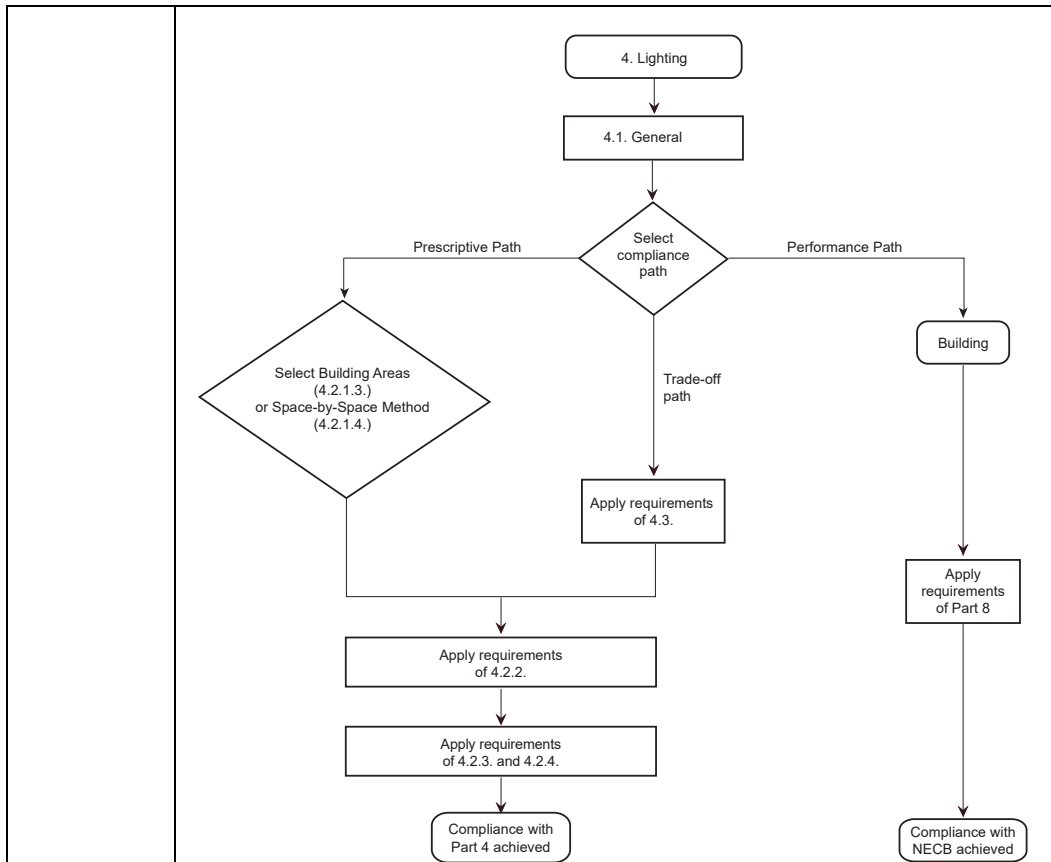 4. Lighting
4.1. General
Select
compliance
path
Prescriptive Path
Performance Path
Select Building Areas
(4.2.1.3.)
or Space-by-Space Method
(4.2.1.4.)
Trade-off
path
Building
Apply requirements
of 4.3.
Apply
requirements
of Part 8
Apply requirements
of 4.2.2.
Apply requirements
of 4.2.3. and 4.2.4.
Compliance with
Part 4 achieved
Compliance with
NECB achieved